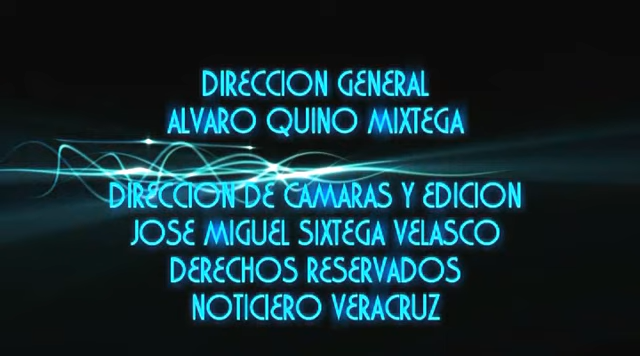 DIRECCION GENERAL
ALVARO QUINO MIXTEGA
DIRECCION DE CAMARAS Y EDICION
JOSE MIGUEL SIXTEGA VELASCO
DERECHOS RESERVADOS
NOTICIERO VERACRUZ